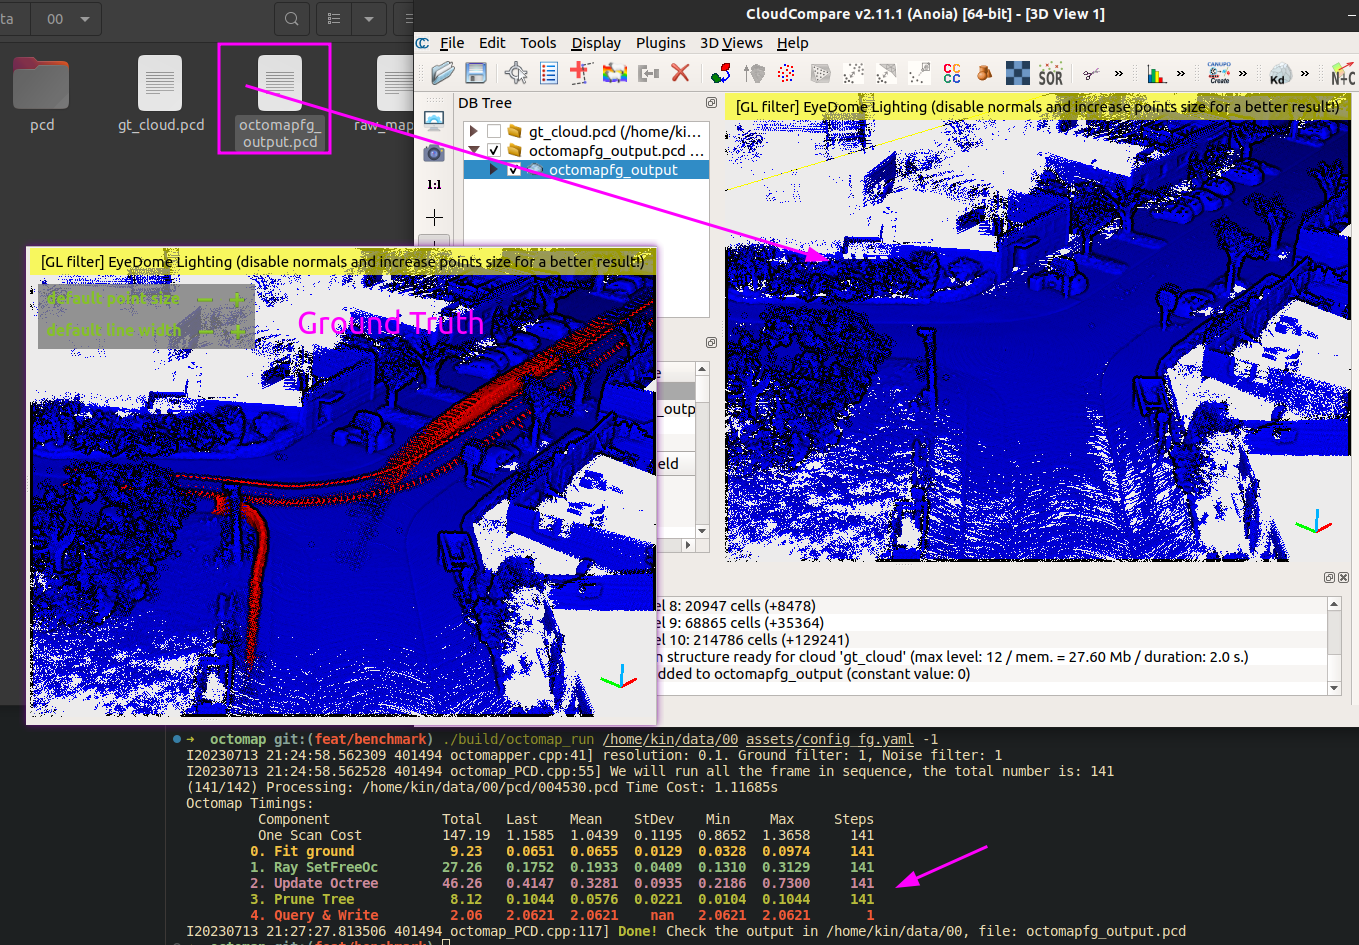 ta
00
CloudCompare v2.11.1 (Anoia) [64-bit] - [3D View 1]
File Edit Tools Display Plugins 3D Views Help
SOR
CANUPO
Create
Kd
N+C
pcd
gt_cloud.pcd
octomapfg_
output.pcd
raw_map
DB Tree
gt_cloud.pcd (/home/ki...
octomapfg_output.pcd ...
octomapfg_output
1:1
[GL filter] EyeDome Lighting (disable normals and increase points size for a better result!)
[GL filter] EyeDome Lighting (disable normals and increase points size for a better result!)
default point size
default line width
Ground Truth
e
_outp
eld
el 8: 20947 cells (+8478)
el 9: 68865 cells (+35364)
el 10: 214786 cells (+129241)
n structure ready for cloud 'gt_cloud' (max level: 12 / mem. = 27.60 Mb / duration: 2.0 s.)
dded to octomapfg_output (constant value: 0)
➜ octomap git:(feat/benchmark) ./build/octomap_run /home/kin/data/00 assets/config_fg.yaml -1
I20230713 21:24:58.562309 401494 octomapper.cpp:41] resolution: 0.1. Ground filter: 1, Noise filter: 1
I20230713 21:24:58.562528 401494 octomap_PCD.cpp:55] We will run all the frame in sequence, the total number is: 141
(141/142) Processing: /home/kin/data/00/pcd/004530.pcd Time Cost: 1.11685s
Octomap Timings:
Component Total Last Mean StDev Min Max Steps
One Scan Cost 147.19 1.1585 1.0439 0.1195 0.8652 1.3658 141
0. Fit ground 9.23 0.0651 0.0655 0.0129 0.0328 0.0974 141
1. Ray SetFreeOc 27.26 0.1752 0.1933 0.0409 0.1310 0.3129 141
2. Update Octree 46.26 0.4147 0.3281 0.0935 0.2186 0.7300 141
3. Prune Tree 8.12 0.1044 0.0576 0.0221 0.0104 0.1044 141
4. Query & Write 2.06 2.0621 2.0621 nan 2.0621 2.0621 1
I20230713 21:27:27.813506 401494 octomap_PCD.cpp:117] Done! Check the output in /home/kin/data/00, file: octomapfg_output.pcd